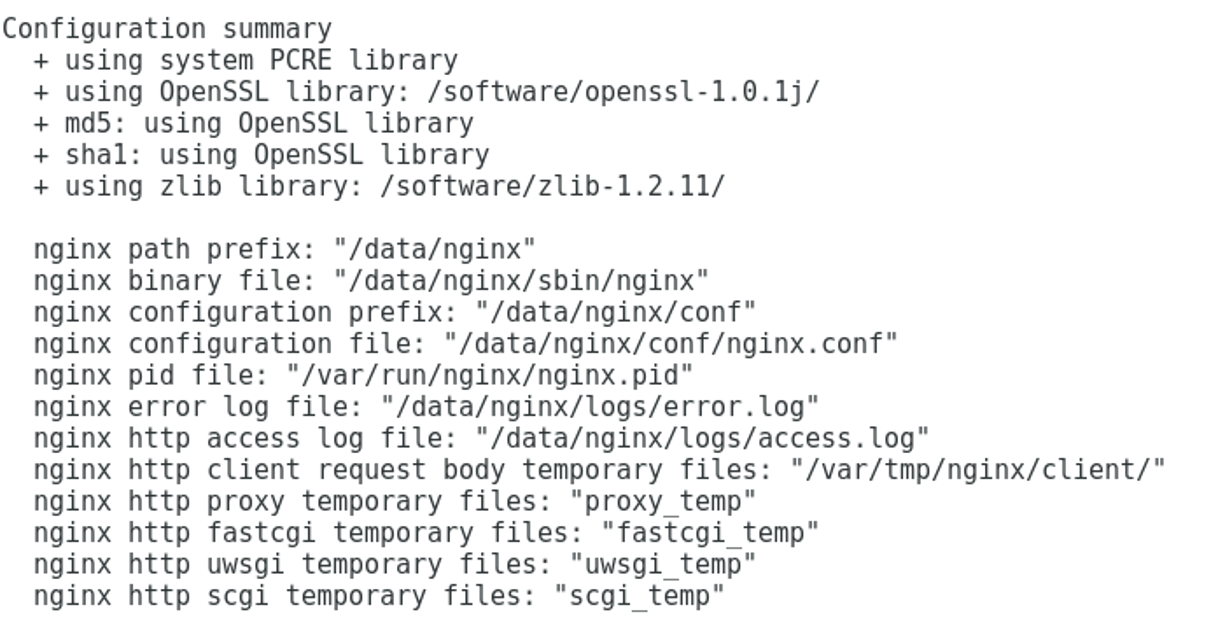 Configuration summary
  + using system PCRE library
  + using OpenSSL library: /software/openssl-1.0.1j/
  + md5: using OpenSSL library
  + sha1: using OpenSSL library
  + using zlib library: /software/zlib-1.2.11/

  nginx path prefix: "/data/nginx"
  nginx binary file: "/data/nginx/sbin/nginx"
  nginx configuration prefix: "/data/nginx/conf"
  nginx configuration file: "/data/nginx/conf/nginx.conf"
  nginx pid file: "/var/run/nginx/nginx.pid"
  nginx error log file: "/data/nginx/logs/error.log"
  nginx http access log file: "/data/nginx/logs/access.log"
  nginx http client request body temporary files: "/var/tmp/nginx/client/"
  nginx http proxy temporary files: "proxy_temp"
  nginx http fastcgi temporary files: "fastcgi_temp"
  nginx http uwsgi temporary files: "uwsgi_temp"
  nginx http scgi temporary files: "scgi_temp"